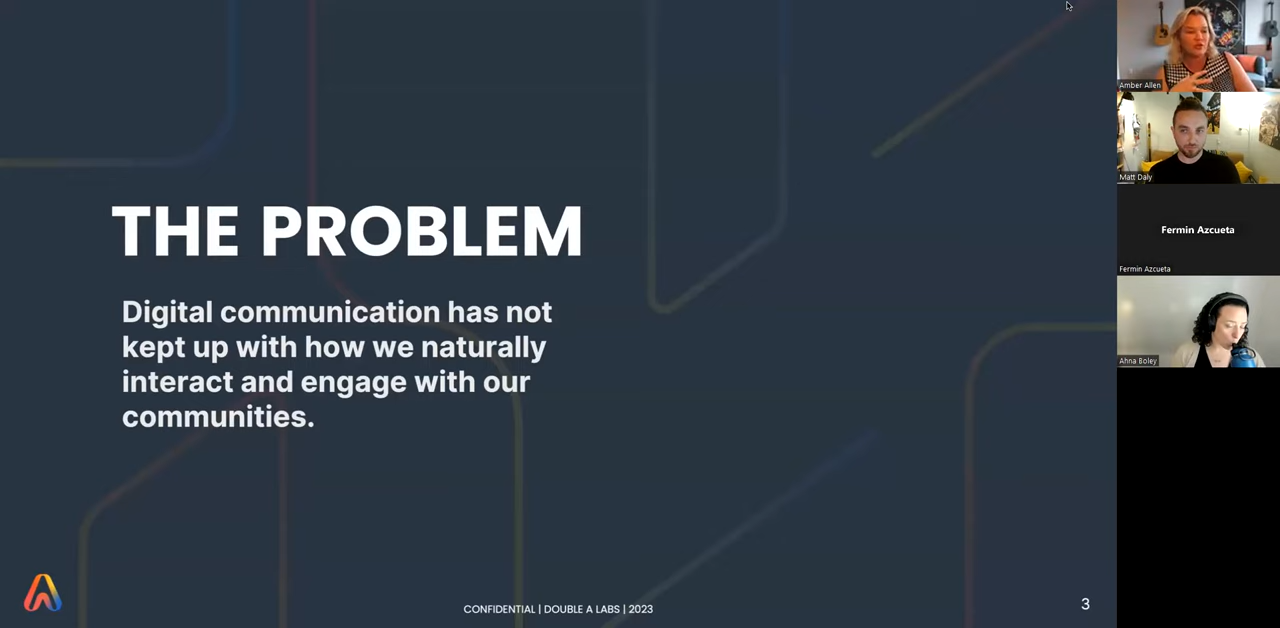 THE PROBLEM
Digital communication has not
kept up with how we naturally
interact and engage with our
communities.
CONFIDENTIAL | DOUBLE A LABS | 2023
3
Amber Allen
Matt Daly
Fermin Azcueta
Fermin Azcueta
Ahna Boley